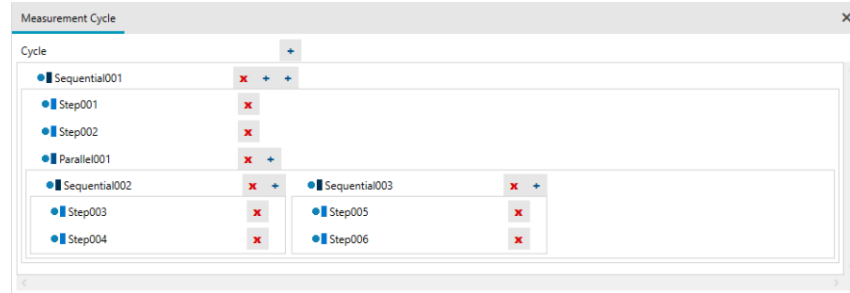 Measurement Cycle
Cycle
Sequential001
Step001
Step002
Parallel001
Sequential002 Sequential003
Step003 Step005
Step004 Step006